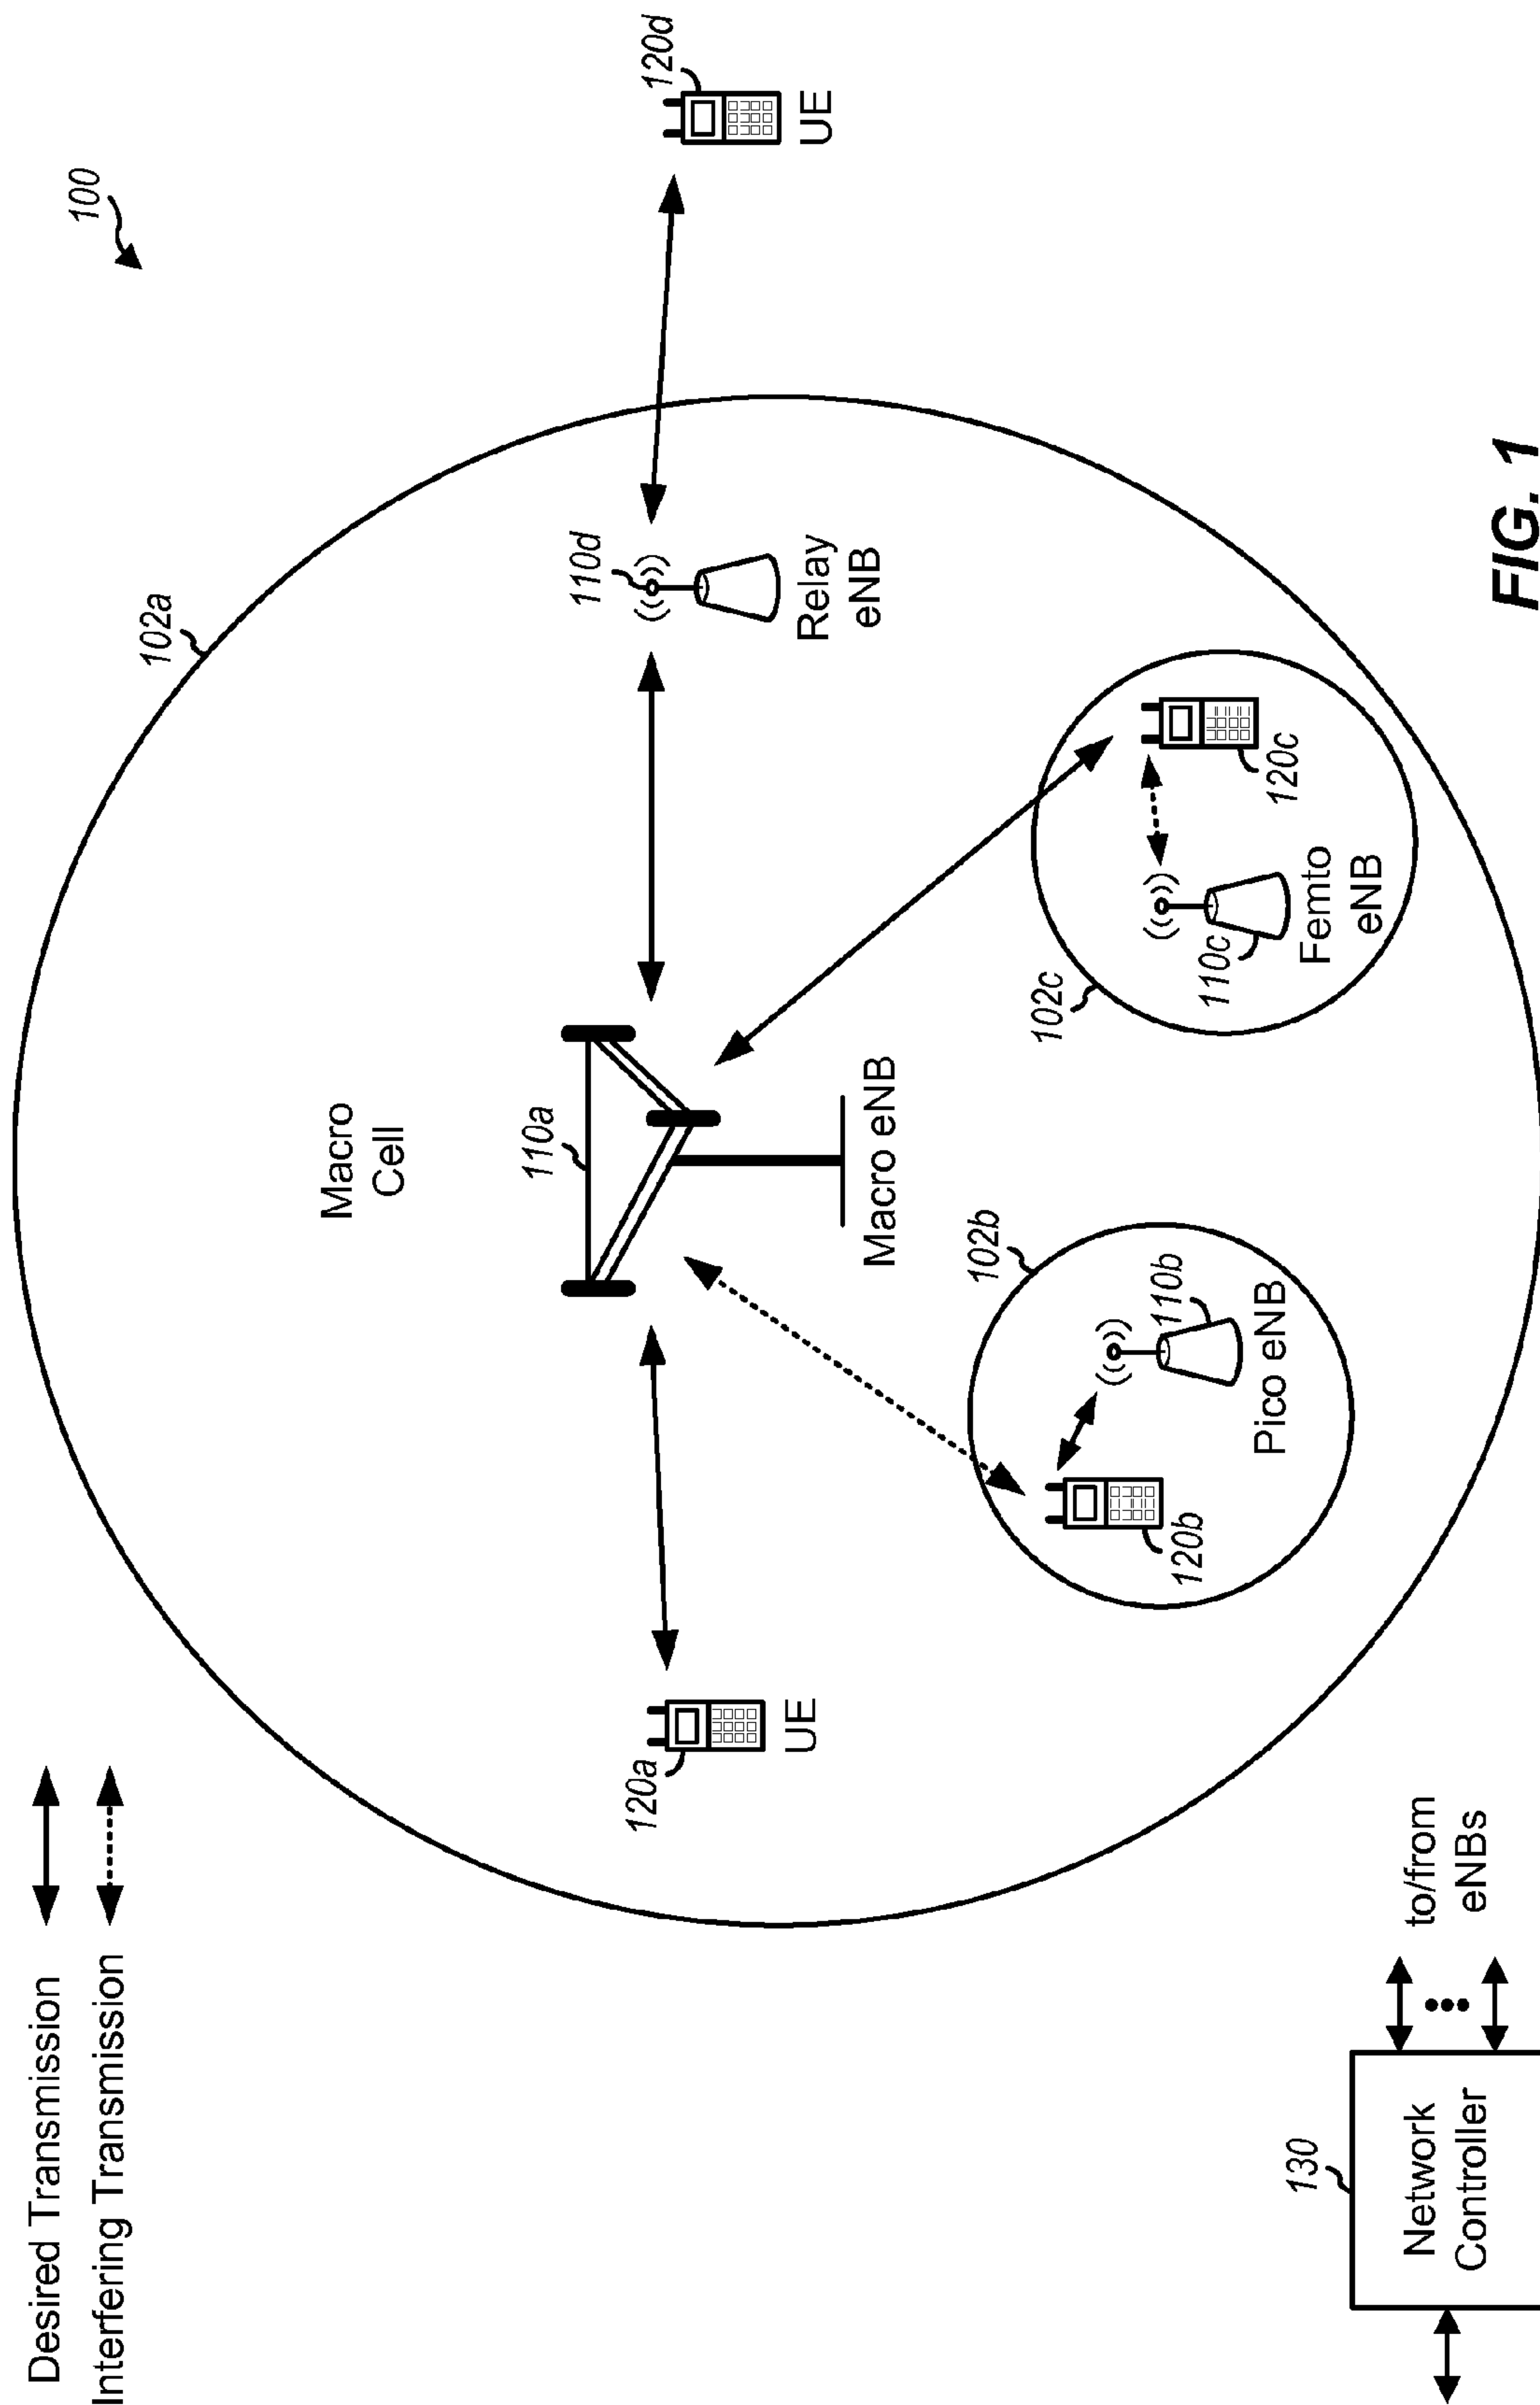 Desired Transmission
Interfering Transmission
100
102a
Macro
Cell
110a
110d
120a
120d
UE
Relay
eNB
UE
Macro eNB
102b
102c
110b
120b
Pico eNB
110c
120c
Femto
eNB
130
Network
Controller
to/from
eNBs
FIG. 1